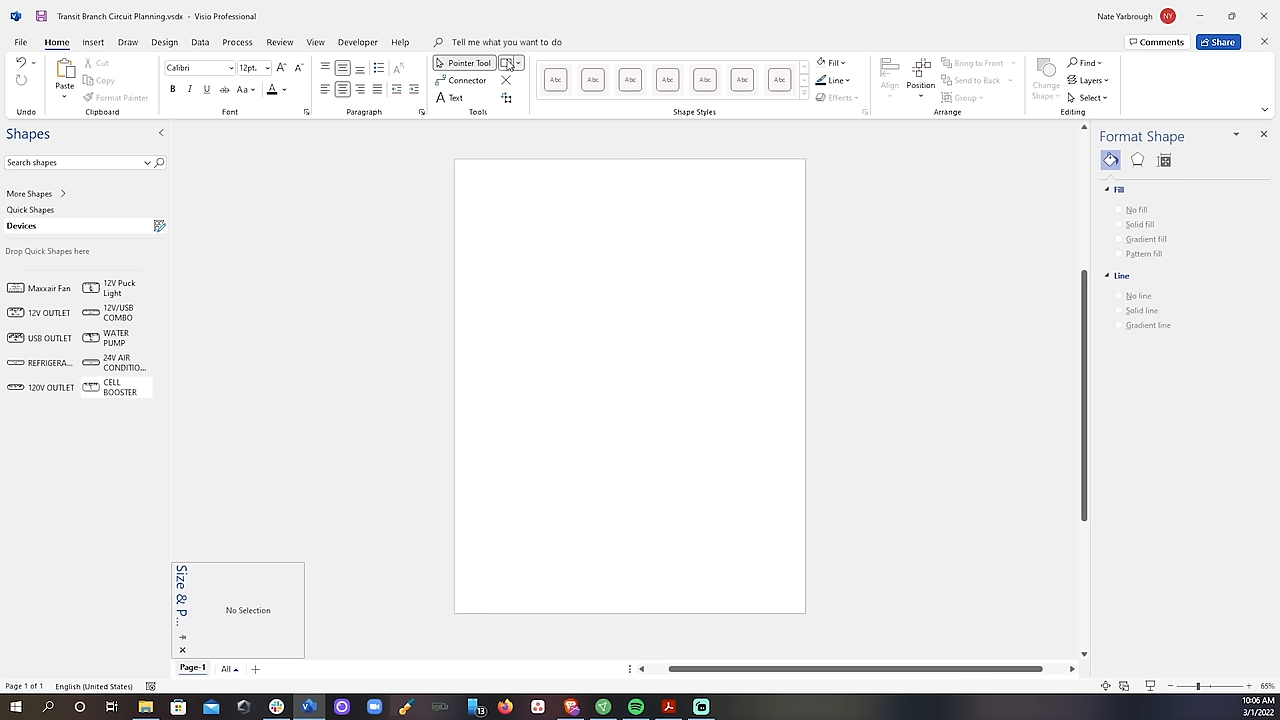 Transit Branch Circuit Planning.vsdx - Visio Professional
Nate Yarbrough NY
File Home Insert Draw Design Data Process Review View Developer Help Tell me what you want to do
Comments Share
Undo
Paste
Cut
Copy
Format Painter
Clipboard
Calibri 12pt.
B I U ab Aa A
Font
Paragraph
Pointer Tool
Connector
A Text
Tools
Abc Abc Abc Abc Abc Abc Abc
Fill
Line
Effects
Shape Styles
Align
Position
Bring to Front
Send to Back
Group
Arrange
Change
Shape
Find
Layers
Select
Editing
Shapes
Search shapes
More Shapes
Quick Shapes
Devices
Drop Quick Shapes here
Maxxair Fan
12V Puck
Light
12V OUTLET
12V/USB
COMBO
USB OUTLET
WATER
PUMP
REFRIGERA...
24V AIR
CONDITIO...
120V OUTLET
CELL
BOOSTER
Size & P...
No Selection
Format Shape
Fill
No fill
Solid fill
Gradient fill
Pattern fill
Line
No line
Solid line
Gradient line
Page-1 All
Page 1 of 1 English (United States)
65%
13
10:06 AM
3/1/2022